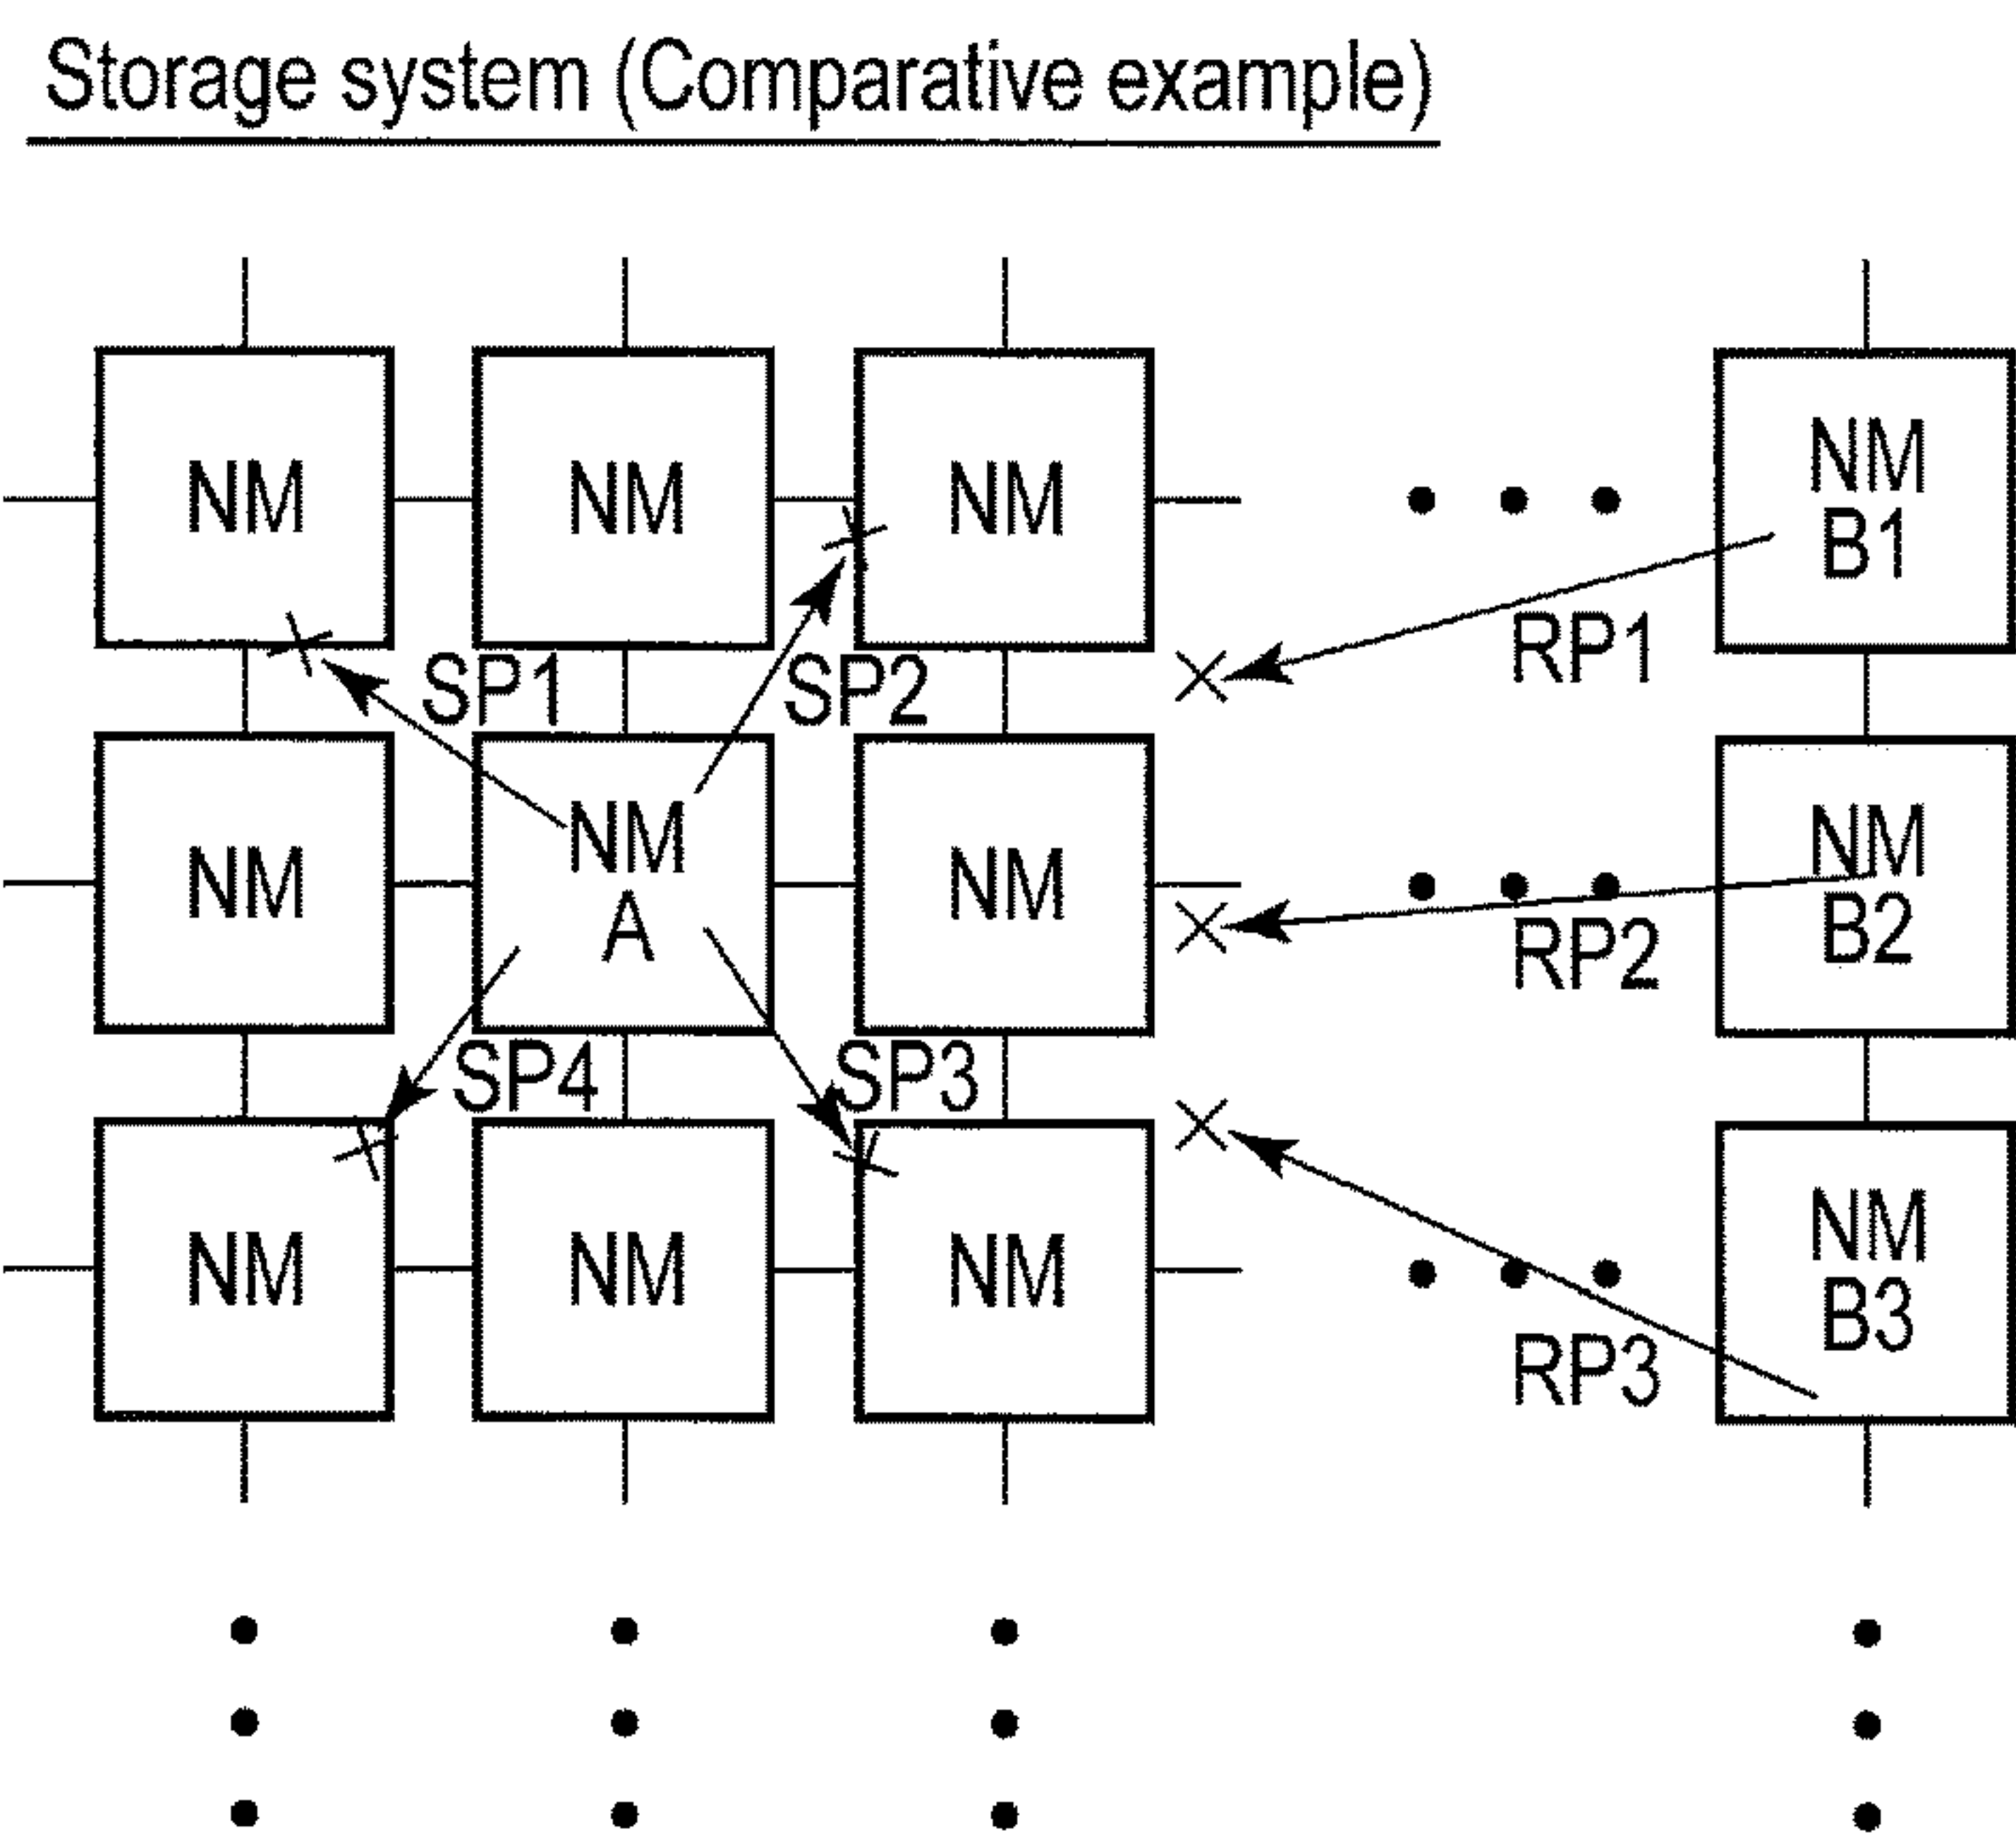 Storage system (Comparative example)
NM
NM
NM
NM
B1
SP1
SP2
RP1
NM
NM
A
NM
NM
B2
RP2
SP4
SP3
NM
NM
NM
NM
B3
RP3